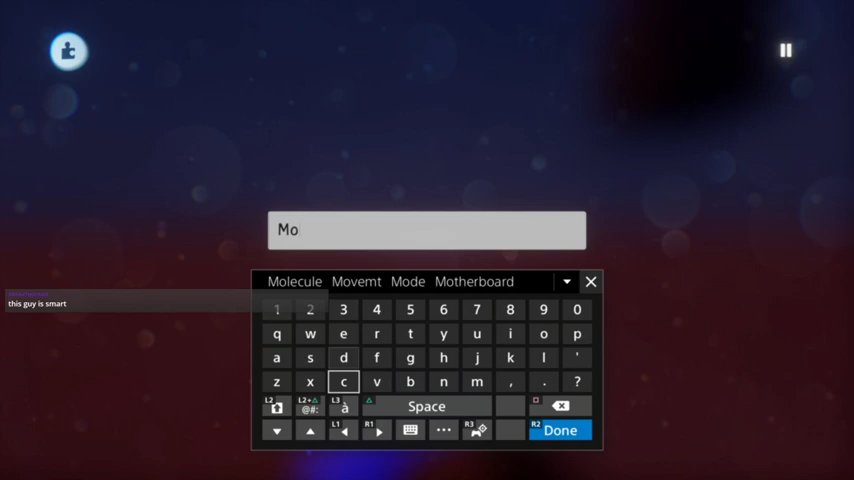 Mo
Molecule Movemt Mode Motherboard
this guy is smart
1 2 3 4 5 6 7 8 9 0
q w e r t y u i o p
a s d f g h j k l '
z x c v b n m , . ?
L2 L2+△ @#: L3 à △ Space □
L1 R1 ... R3 R2 Done